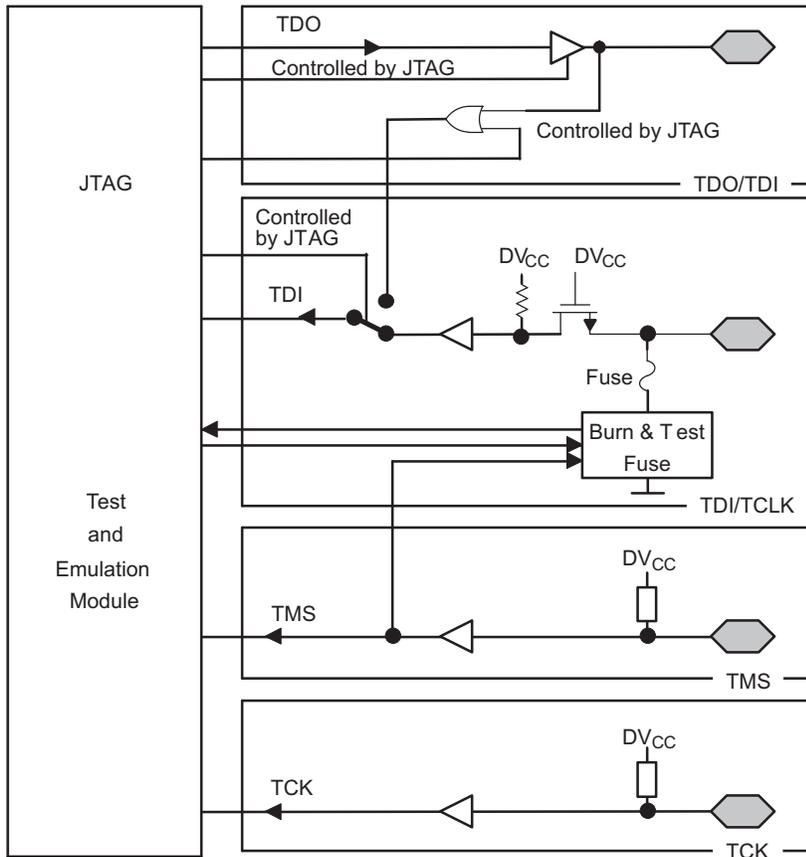 TDO
Controlled by JTAG
Controlled by JTAG
JTAG
TDO/TDI
Controlled
by JTAG
DVCC
DVCC
TDI
Fuse
Burn & Test
Fuse
TDI/TCLK
Test
and
Emulation
Module
DVCC
TMS
TMS
DVCC
TCK
TCK